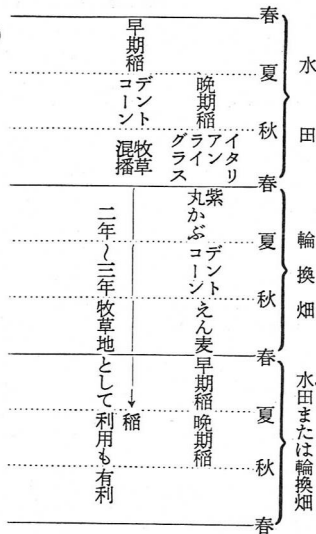 春
夏
秋
春
夏
秋
春
夏
秋
春
水田
輪換畑
水田または輪換畑
晩期稲
イタリアンライグラス
紫丸かぶ
デントコーン
えん麦
早期稲
晩期稲
早期稲
デントコーン
牧草混播
稲
二年〜三年牧草地として利用も有利